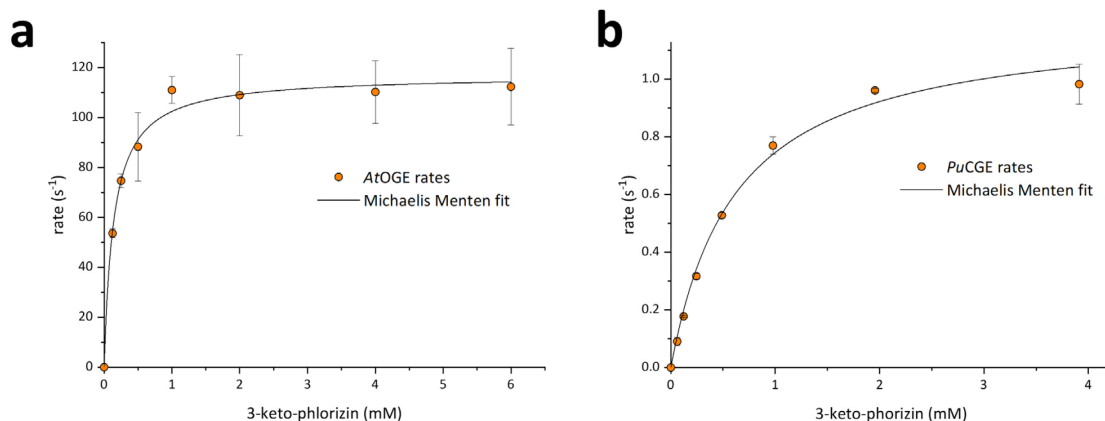 a
120
100
80
60
40
20
0
rate (s⁻¹)
AtOGE rates
Michaelis Menten fit
0 1 2 3 4 5 6
3-keto-phlorizin (mM)
b
1.0
0.8
0.6
0.4
0.2
0.0
rate (s⁻¹)
PuCGE rates
Michaelis Menten fit
0 1 2 3 4
3-keto-phorizin (mM)